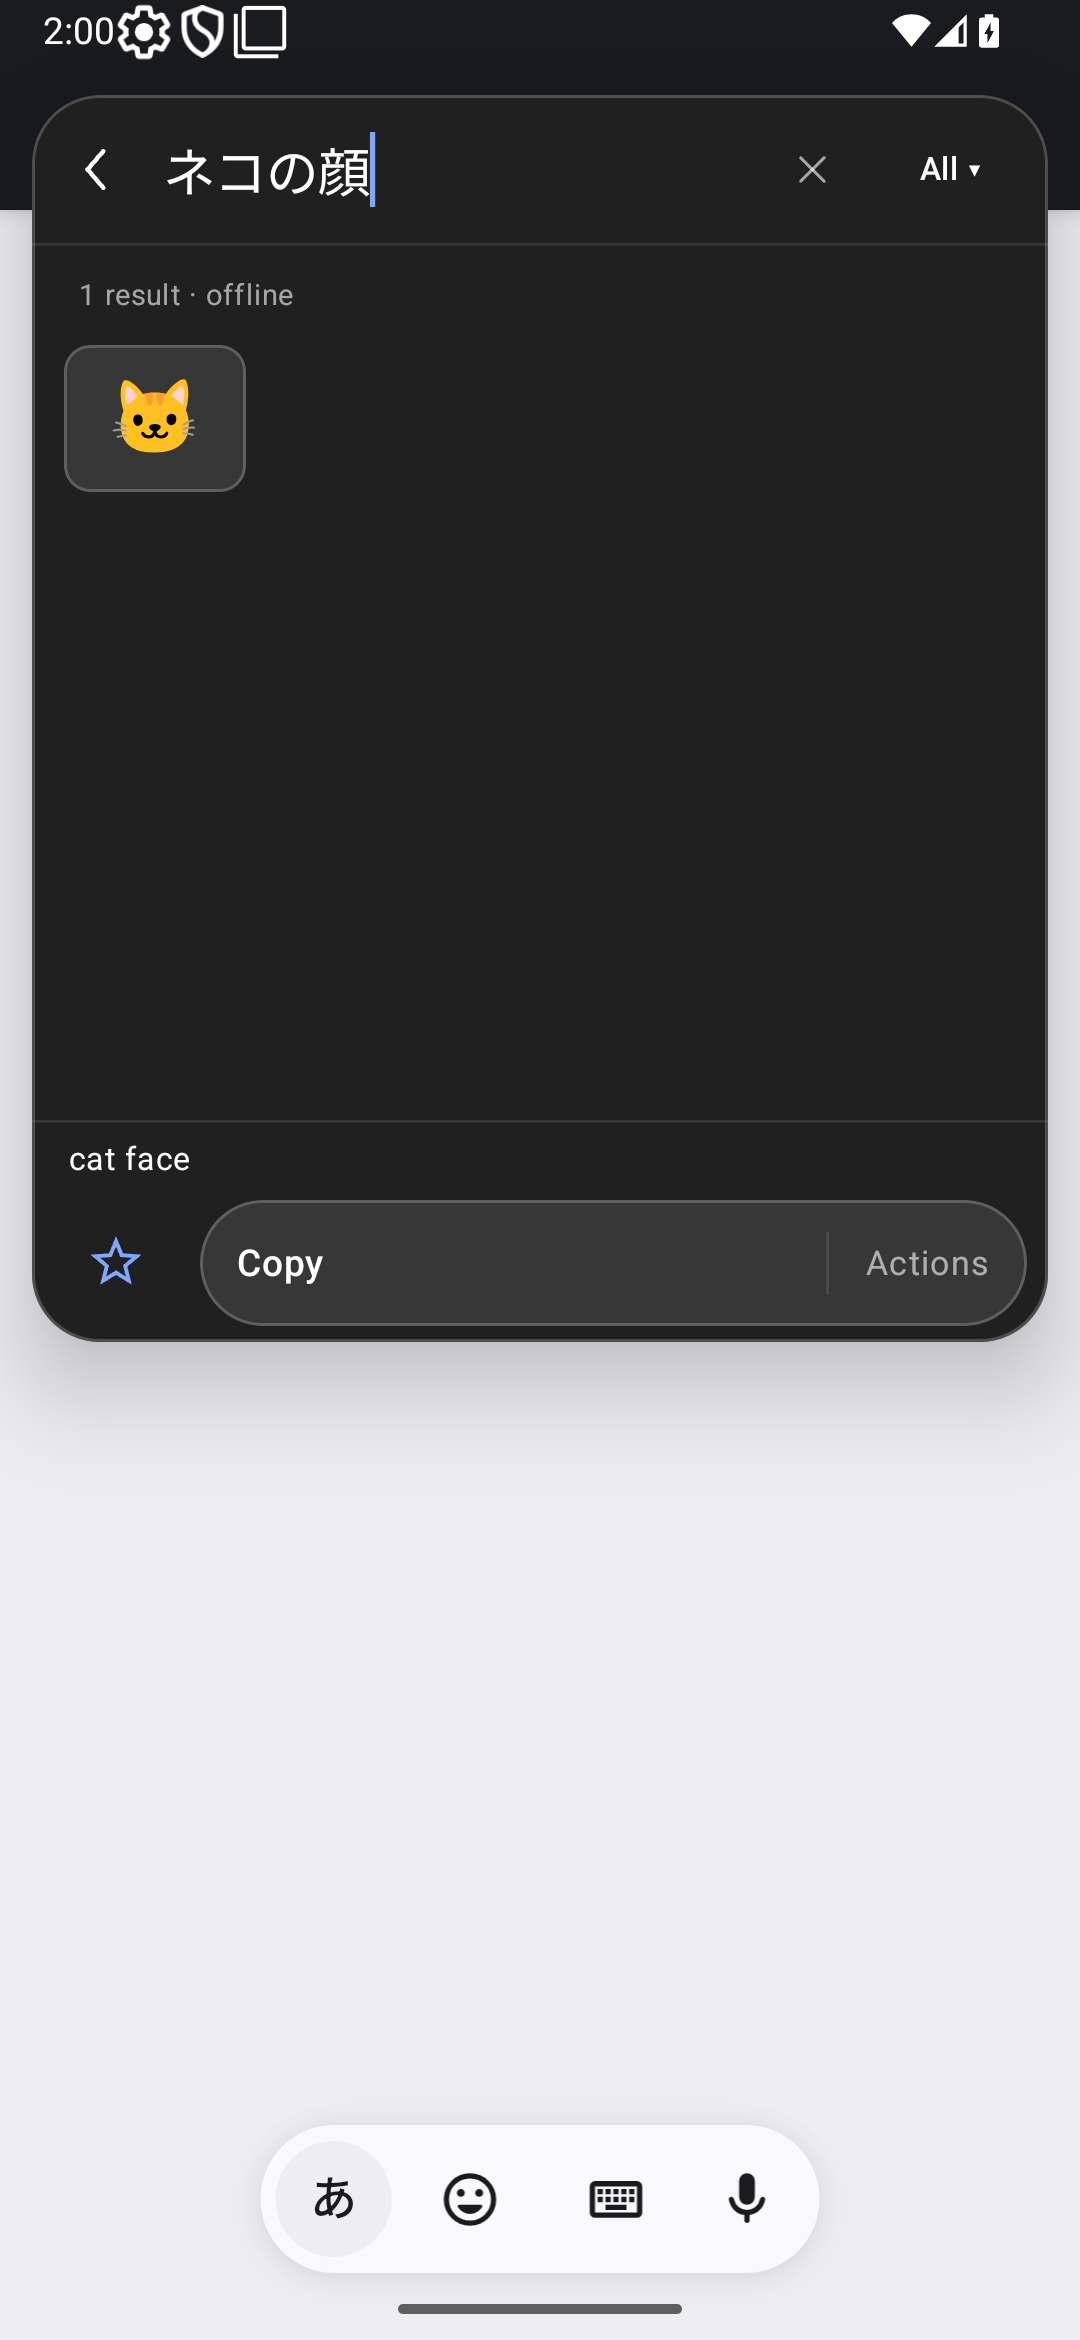 2:00
ネコの顔
All ▾
1 result · offline
cat face
Copy
Actions
あ